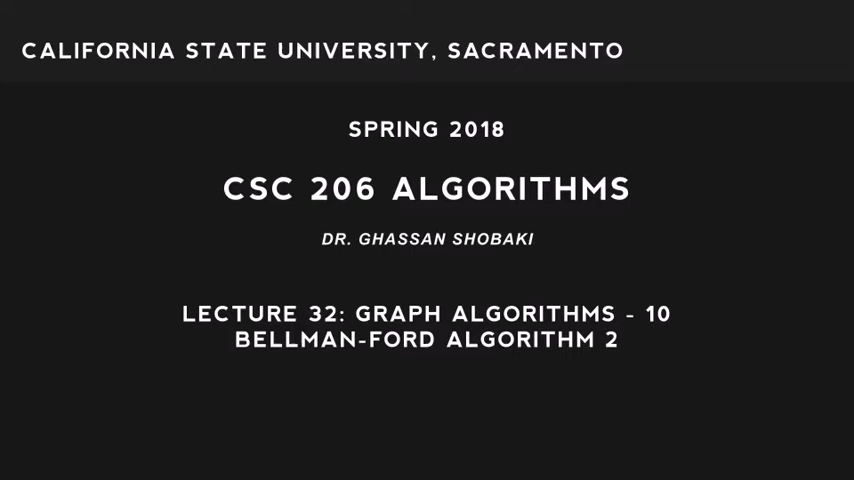 CALIFORNIA STATE UNIVERSITY, SACRAMENTO
SPRING 2018
CSC 206 ALGORITHMS
DR. GHASSAN SHOBAKI
LECTURE 32: GRAPH ALGORITHMS - 10
BELLMAN-FORD ALGORITHM 2